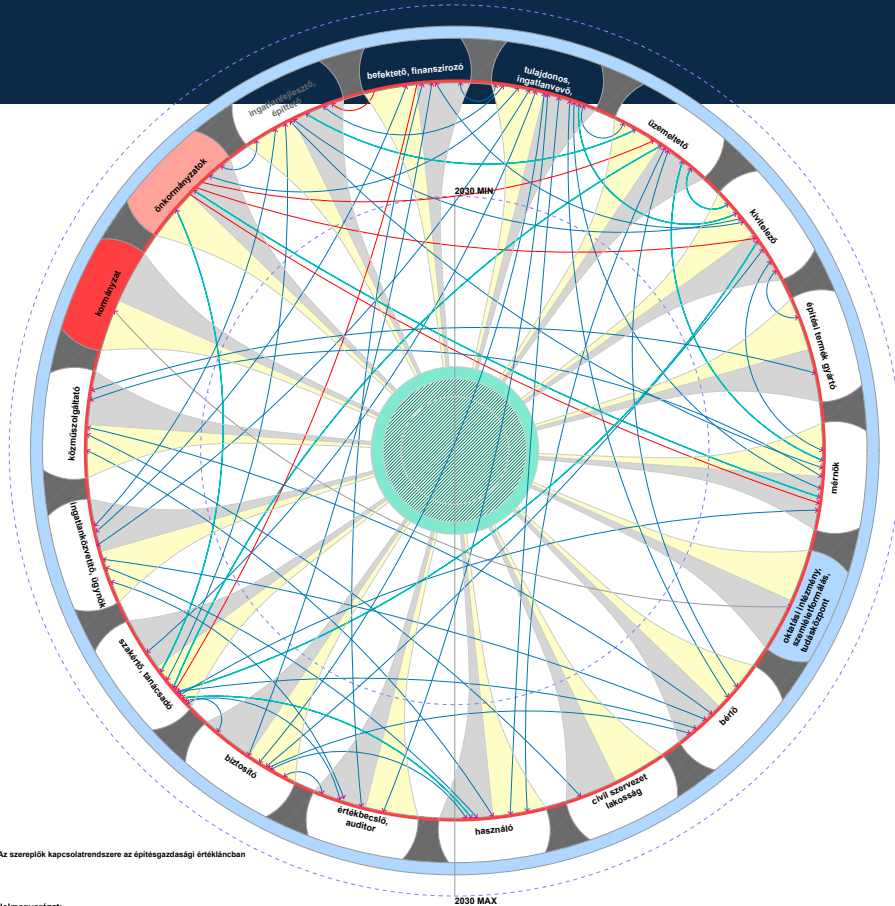 befektető, finanszírozó
tulajdonos,
ingatlanvevő,
üzemeltető
kivitelező
építési termék gyártó
mérnök
oktatási intézmény,
szemléletformálás,
tudásközpont
bérlő
civil szervezet
lakosság
használó
értékbecslő,
auditor
biztosító
szakértő, tanácsadó
ingatlanközvetítő, ügynök
közműszolgáltató
kormányzat
önkormányzatok
ingatlanfejlesztő,
építtető
2030 MIN
Az szereplők kapcsolatrendszere az építésgazdasági értékláncban
2030 MAX